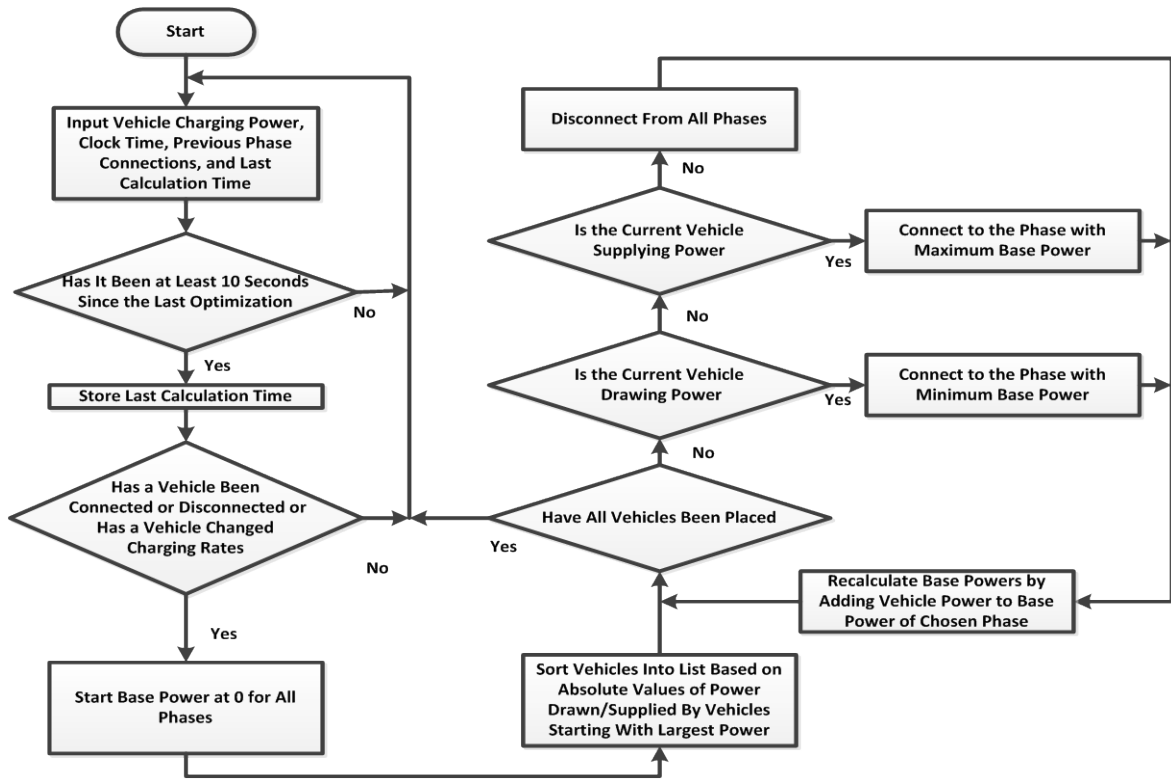 Start
Input Vehicle Charging Power,
Clock Time, Previous Phase
Connections, and Last
Calculation Time
Has It Been at Least 10 Seconds
Since the Last Optimization
No
Yes
Store Last Calculation Time
Has a Vehicle Been
Connected or Disconnected or
Has a Vehicle Changed
Charging Rates
No
Yes
Start Base Power at 0 for All
Phases
Sort Vehicles Into List Based on
Absolute Values of Power
Drawn/Supplied By Vehicles
Starting With Largest Power
Have All Vehicles Been Placed
Yes
No
Is the Current Vehicle
Drawing Power
Yes
No
Connect to the Phase with
Minimum Base Power
Is the Current Vehicle
Supplying Power
Yes
No
Connect to the Phase with
Maximum Base Power
Disconnect From All Phases
Recalculate Base Powers by
Adding Vehicle Power to Base
Power of Chosen Phase